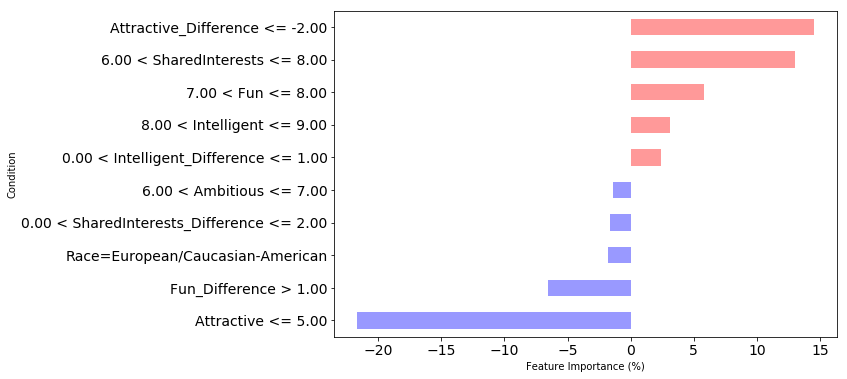 Attractive_Difference <= -2.00
6.00 < SharedInterests <= 8.00
7.00 < Fun <= 8.00
8.00 < Intelligent <= 9.00
0.00 < Intelligent_Difference <= 1.00
6.00 < Ambitious <= 7.00
0.00 < SharedInterests_Difference <= 2.00
Race=European/Caucasian-American
Fun_Difference > 1.00
Attractive <= 5.00
Condition
−20 −15 −10 −5 0 5 10 15
Feature Importance (%)